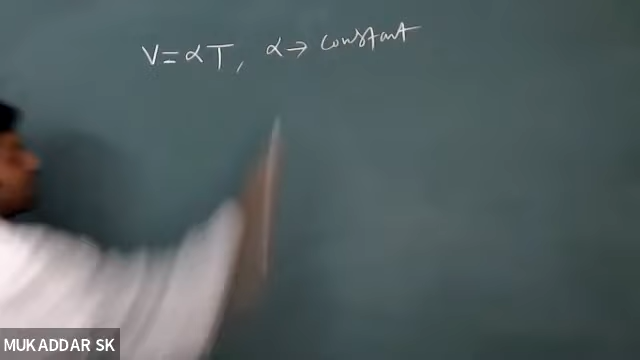 V = αT, α → constant
MUKADDAR SK